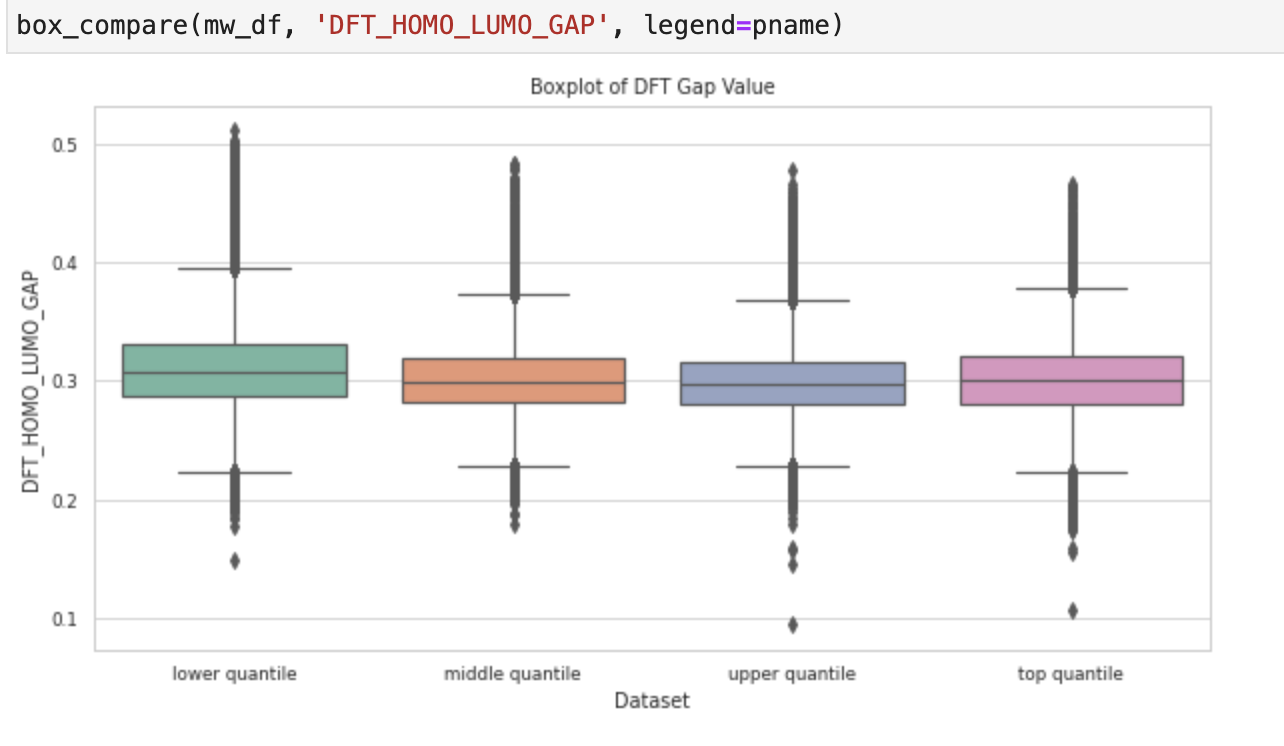 box_compare(mw_df, 'DFT_HOMO_LUMO_GAP', legend=pname)
Boxplot of DFT Gap Value
0.5
0.4
0.3
0.2
0.1
DFT_HOMO_LUMO_GAP
lower quantile
middle quantile
upper quantile
top quantile
Dataset